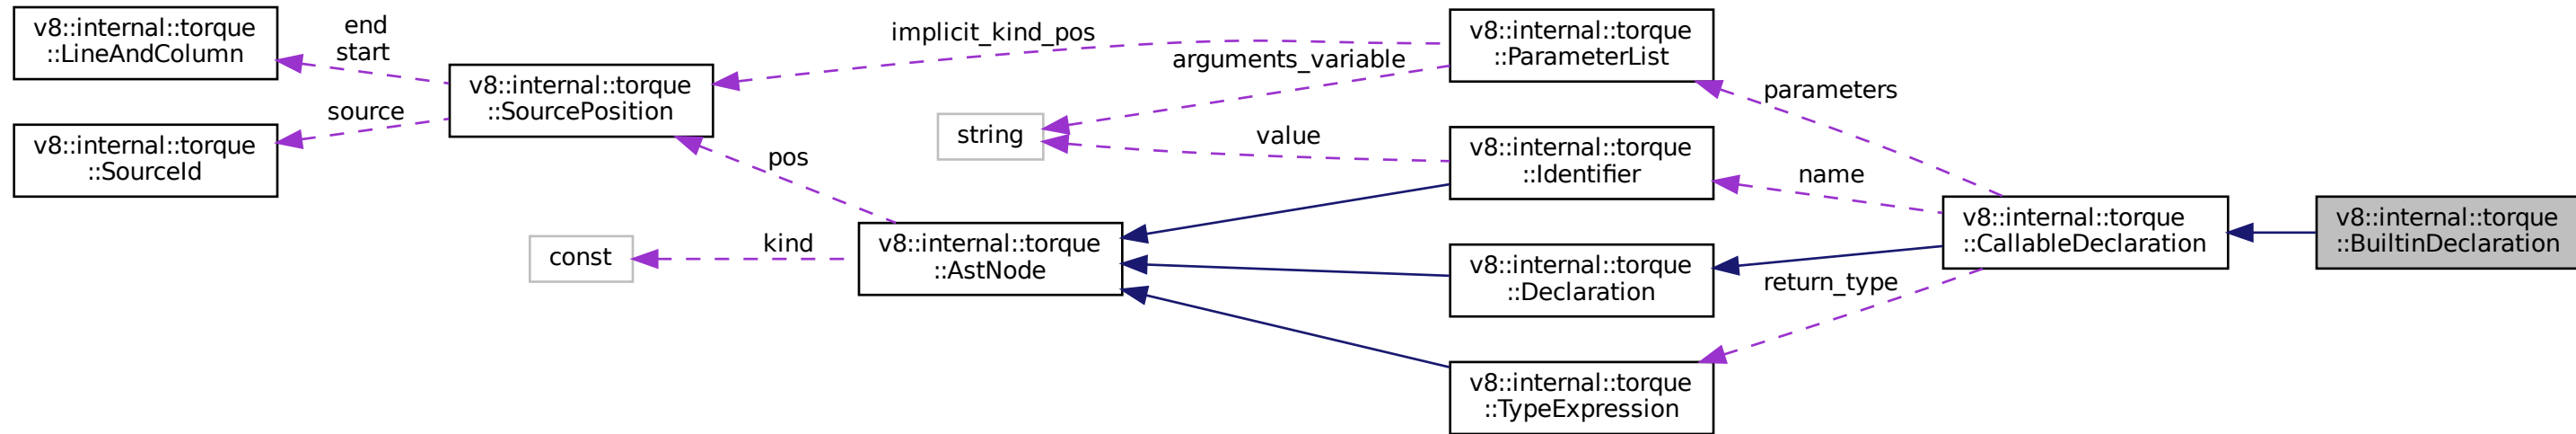 v8::internal::torque
::LineAndColumn
end
start
v8::internal::torque
::SourceId
source
v8::internal::torque
::SourcePosition
implicit_kind_pos
arguments_variable
pos
string
value
const
kind
v8::internal::torque
::AstNode
v8::internal::torque
::ParameterList
v8::internal::torque
::Identifier
v8::internal::torque
::Declaration
v8::internal::torque
::TypeExpression
parameters
name
return_type
v8::internal::torque
::CallableDeclaration
v8::internal::torque
::BuiltinDeclaration